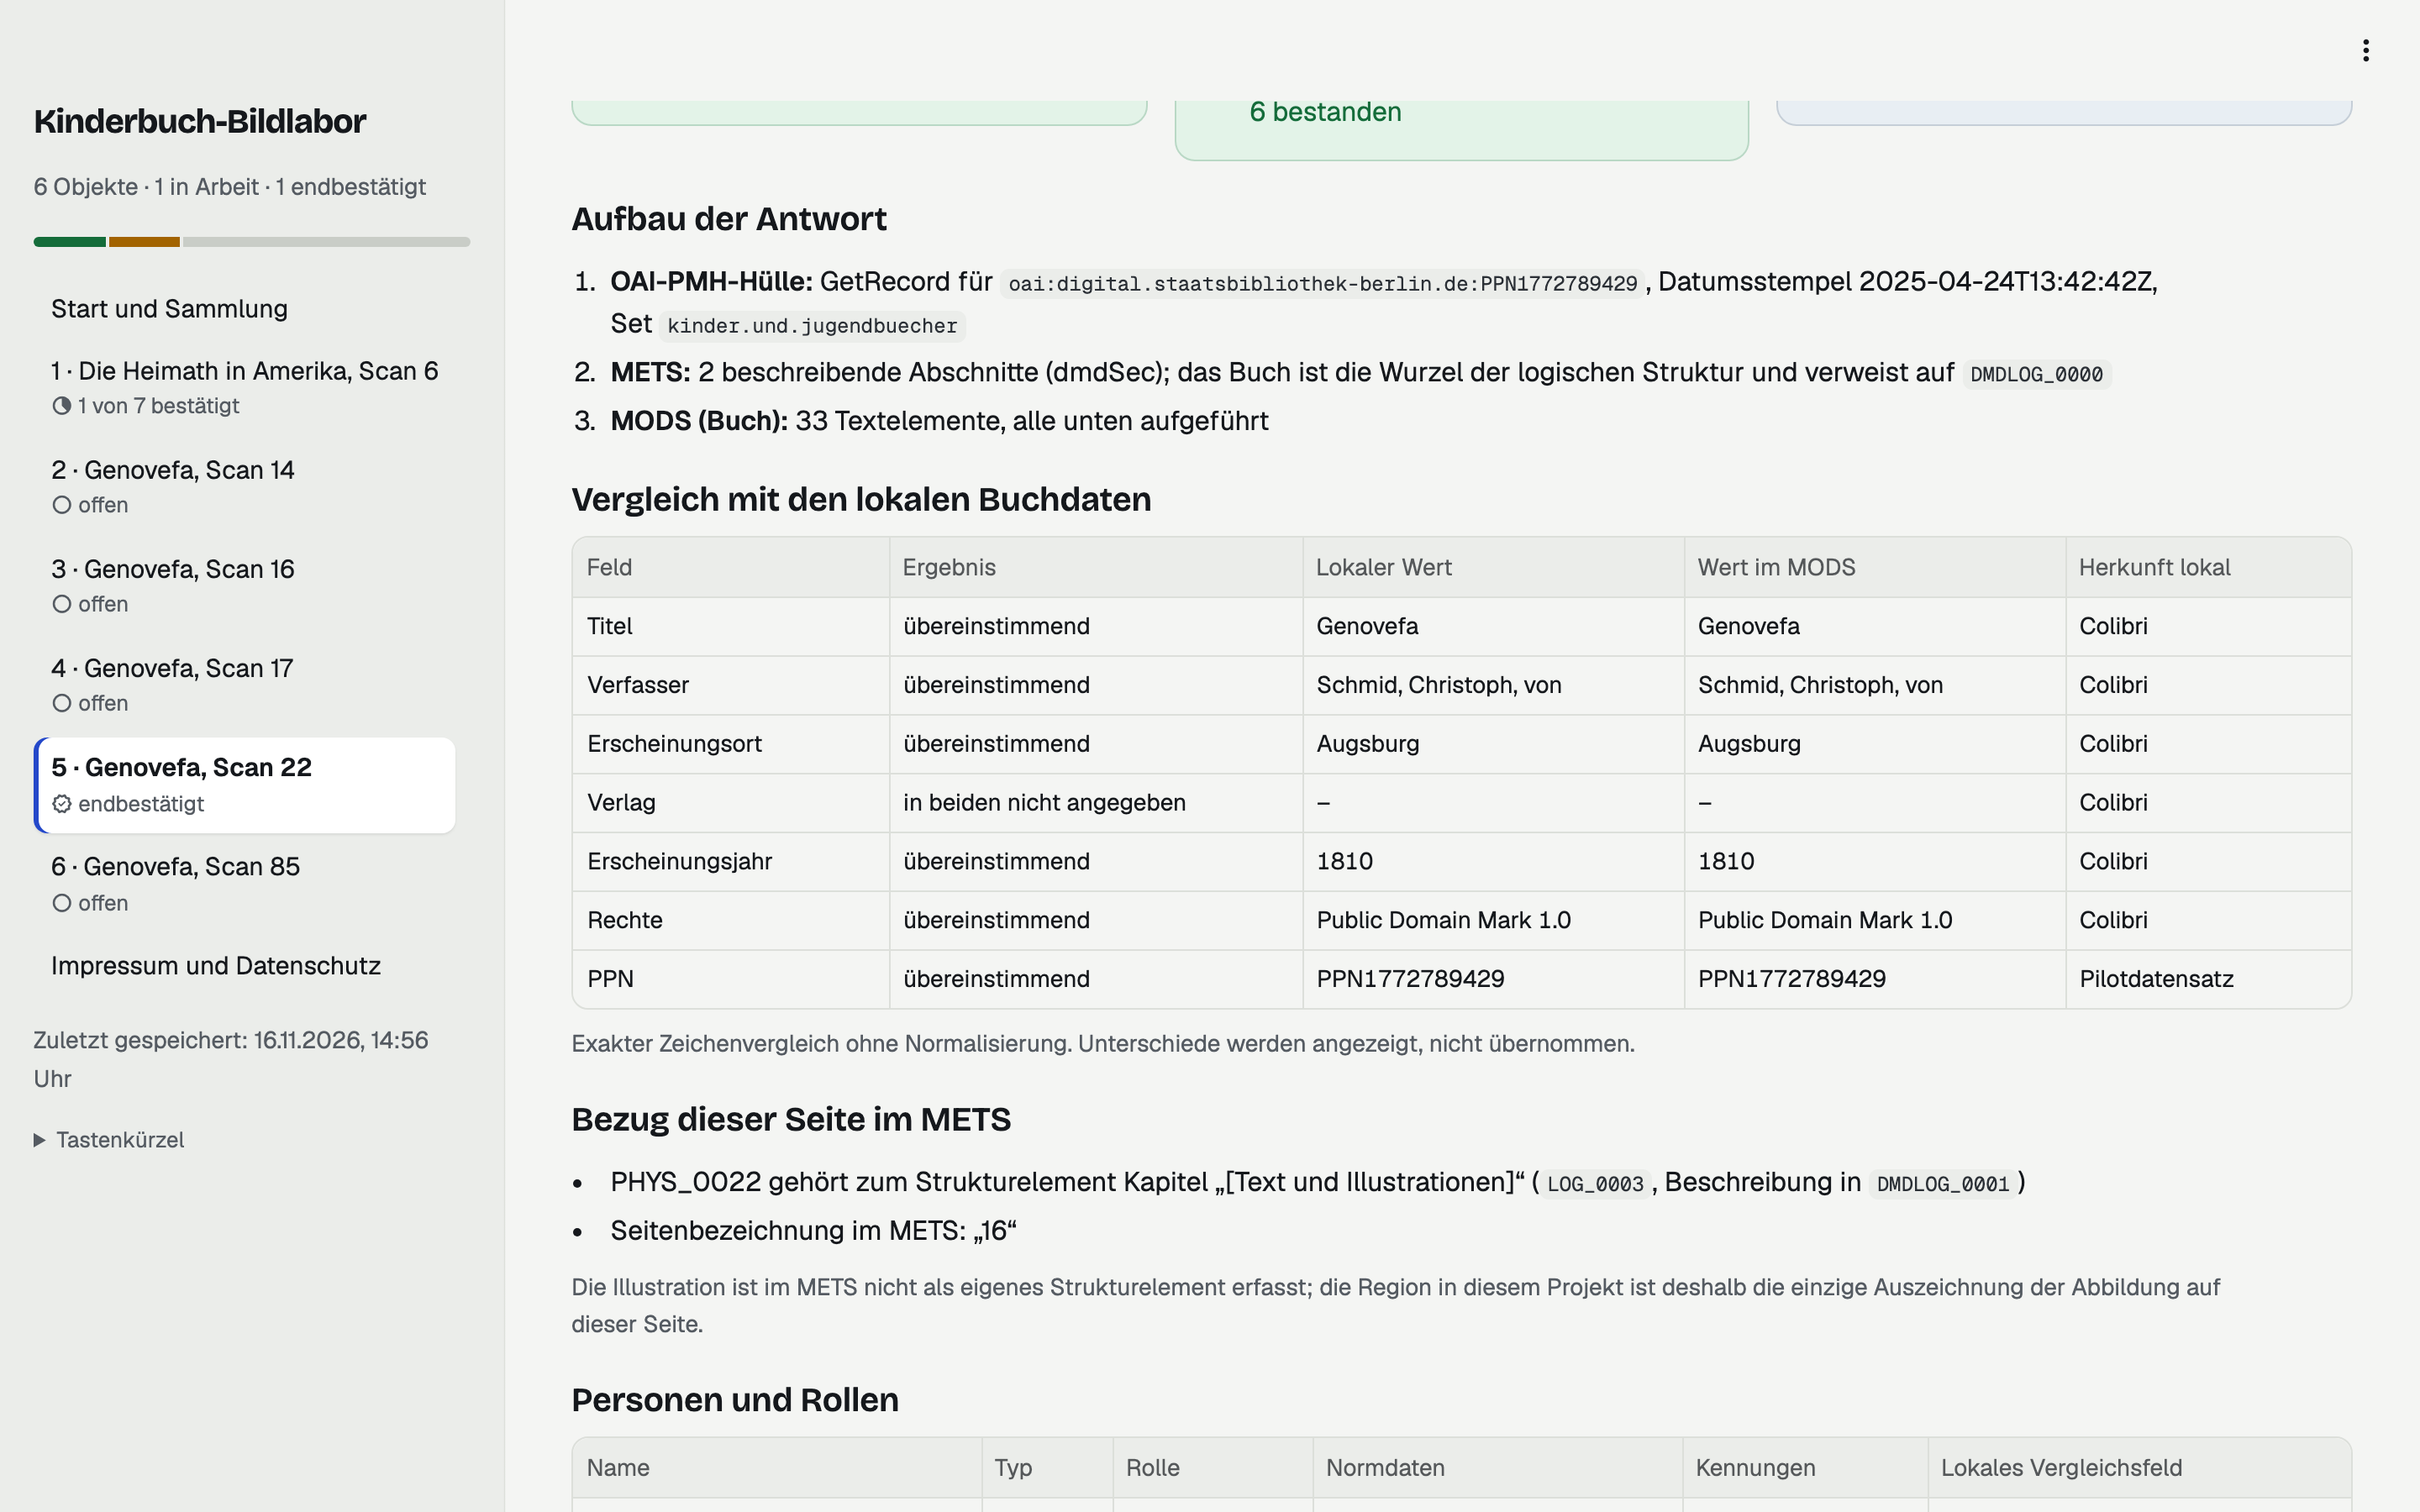 Kinderbuch-Bildlabor
6 Objekte · 1 in Arbeit · 1 endbestätigt
Start und Sammlung
1 · Die Heimath in Amerika, Scan 6
1 von 7 bestätigt
2 · Genovefa, Scan 14
offen
3 · Genovefa, Scan 16
offen
4 · Genovefa, Scan 17
offen
5 · Genovefa, Scan 22
endbestätigt
6 · Genovefa, Scan 85
offen
Impressum und Datenschutz
Zuletzt gespeichert: 16.11.2026, 14:56
Uhr
Tastenkürzel
6 bestanden
Aufbau der Antwort
1. OAI-PMH-Hülle: GetRecord für oai:digital.staatsbibliothek-berlin.de:PPN1772789429, Datumsstempel 2025-04-24T13:42:42Z,
Set kinder.und.jugendbuecher
2. METS: 2 beschreibende Abschnitte (dmdSec); das Buch ist die Wurzel der logischen Struktur und verweist auf DMDLOG_0000
3. MODS (Buch): 33 Textelemente, alle unten aufgeführt
Vergleich mit den lokalen Buchdaten
Feld Ergebnis Lokaler Wert Wert im MODS Herkunft lokal
Titel übereinstimmend Genovefa Genovefa Colibri
Verfasser übereinstimmend Schmid, Christoph, von Schmid, Christoph, von Colibri
Erscheinungsort übereinstimmend Augsburg Augsburg Colibri
Verlag in beiden nicht angegeben – – Colibri
Erscheinungsjahr übereinstimmend 1810 1810 Colibri
Rechte übereinstimmend Public Domain Mark 1.0 Public Domain Mark 1.0 Colibri
PPN übereinstimmend PPN1772789429 PPN1772789429 Pilotdatensatz
Exakter Zeichenvergleich ohne Normalisierung. Unterschiede werden angezeigt, nicht übernommen.
Bezug dieser Seite im METS
• PHYS_0022 gehört zum Strukturelement Kapitel „[Text und Illustrationen]“ (LOG_0003, Beschreibung in DMDLOG_0001)
• Seitenbezeichnung im METS: „16“
Die Illustration ist im METS nicht als eigenes Strukturelement erfasst; die Region in diesem Projekt ist deshalb die einzige Auszeichnung der Abbildung auf
dieser Seite.
Personen und Rollen
Name Typ Rolle Normdaten Kennungen Lokales Vergleichsfeld